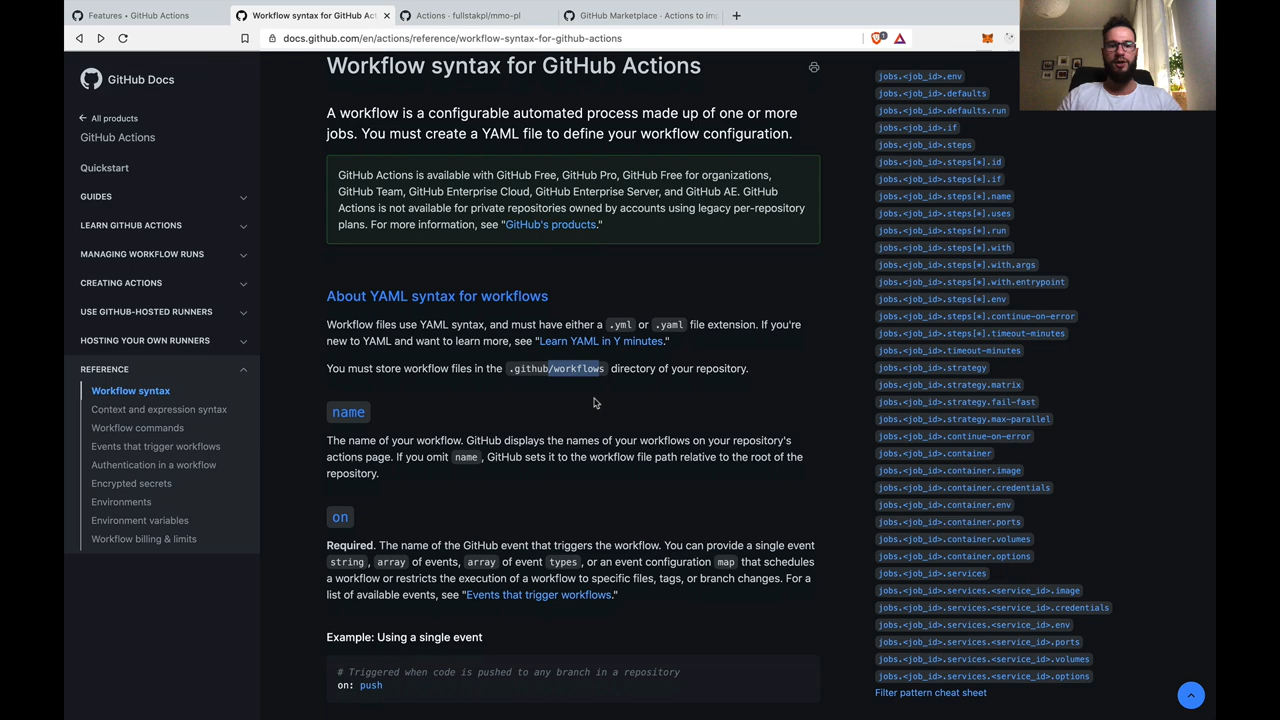 Features • GitHub Actions
Workflow syntax for GitHub Act
Actions · fullstakpl/mmo-pl
GitHub Marketplace · Actions to im
docs.github.com/en/actions/reference/workflow-syntax-for-github-actions
1
GitHub Docs
All products
GitHub Actions
Quickstart
GUIDES
LEARN GITHUB ACTIONS
MANAGING WORKFLOW RUNS
CREATING ACTIONS
USE GITHUB-HOSTED RUNNERS
HOSTING YOUR OWN RUNNERS
REFERENCE
Workflow syntax
Context and expression syntax
Workflow commands
Events that trigger workflows
Authentication in a workflow
Encrypted secrets
Environments
Environment variables
Workflow billing & limits
Workflow syntax for GitHub Actions
A workflow is a configurable automated process made up of one or more
jobs. You must create a YAML file to define your workflow configuration.
GitHub Actions is available with GitHub Free, GitHub Pro, GitHub Free for organizations,
GitHub Team, GitHub Enterprise Cloud, GitHub Enterprise Server, and GitHub AE. GitHub
Actions is not available for private repositories owned by accounts using legacy per-repository
plans. For more information, see "GitHub's products."
About YAML syntax for workflows
Workflow files use YAML syntax, and must have either a .yml or .yaml file extension. If you're
new to YAML and want to learn more, see "Learn YAML in Y minutes."
You must store workflow files in the .github/workflows directory of your repository.
name
The name of your workflow. GitHub displays the names of your workflows on your repository's
actions page. If you omit name, GitHub sets it to the workflow file path relative to the root of the
repository.
on
Required. The name of the GitHub event that triggers the workflow. You can provide a single event
string, array of events, array of event types, or an event configuration map that schedules
a workflow or restricts the execution of a workflow to specific files, tags, or branch changes. For a
list of available events, see "Events that trigger workflows."
Example: Using a single event
# Triggered when code is pushed to any branch in a repository
on: push
jobs.<job_id>.env
jobs.<job_id>.defaults
jobs.<job_id>.defaults.run
jobs.<job_id>.if
jobs.<job_id>.steps
jobs.<job_id>.steps[*].id
jobs.<job_id>.steps[*].if
jobs.<job_id>.steps[*].name
jobs.<job_id>.steps[*].uses
jobs.<job_id>.steps[*].run
jobs.<job_id>.steps[*].with
jobs.<job_id>.steps[*].with.args
jobs.<job_id>.steps[*].with.entrypoint
jobs.<job_id>.steps[*].env
jobs.<job_id>.steps[*].continue-on-error
jobs.<job_id>.steps[*].timeout-minutes
jobs.<job_id>.timeout-minutes
jobs.<job_id>.strategy
jobs.<job_id>.strategy.matrix
jobs.<job_id>.strategy.fail-fast
jobs.<job_id>.strategy.max-parallel
jobs.<job_id>.continue-on-error
jobs.<job_id>.container
jobs.<job_id>.container.image
jobs.<job_id>.container.credentials
jobs.<job_id>.container.env
jobs.<job_id>.container.ports
jobs.<job_id>.container.volumes
jobs.<job_id>.container.options
jobs.<job_id>.services
jobs.<job_id>.services.<service_id>.image
jobs.<job_id>.services.<service_id>.credentials
jobs.<job_id>.services.<service_id>.env
jobs.<job_id>.services.<service_id>.ports
jobs.<job_id>.services.<service_id>.volumes
jobs.<job_id>.services.<service_id>.options
Filter pattern cheat sheet